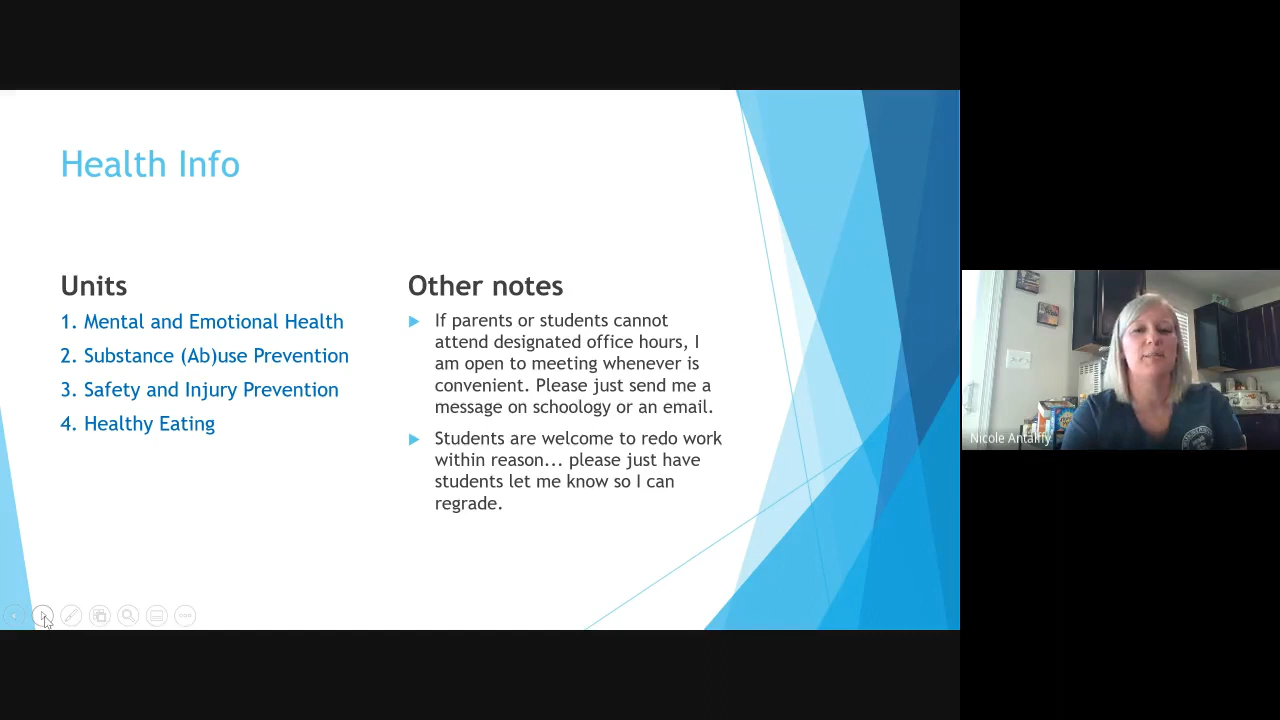 Health Info
Units
1. Mental and Emotional Health
2. Substance (Ab)use Prevention
3. Safety and Injury Prevention
4. Healthy Eating
Other notes
If parents or students cannot
attend designated office hours, I
am open to meeting whenever is
convenient. Please just send me a
message on schoology or an email.
Students are welcome to redo work
within reason... please just have
students let me know so I can
regrade.
Nicole Antalffy